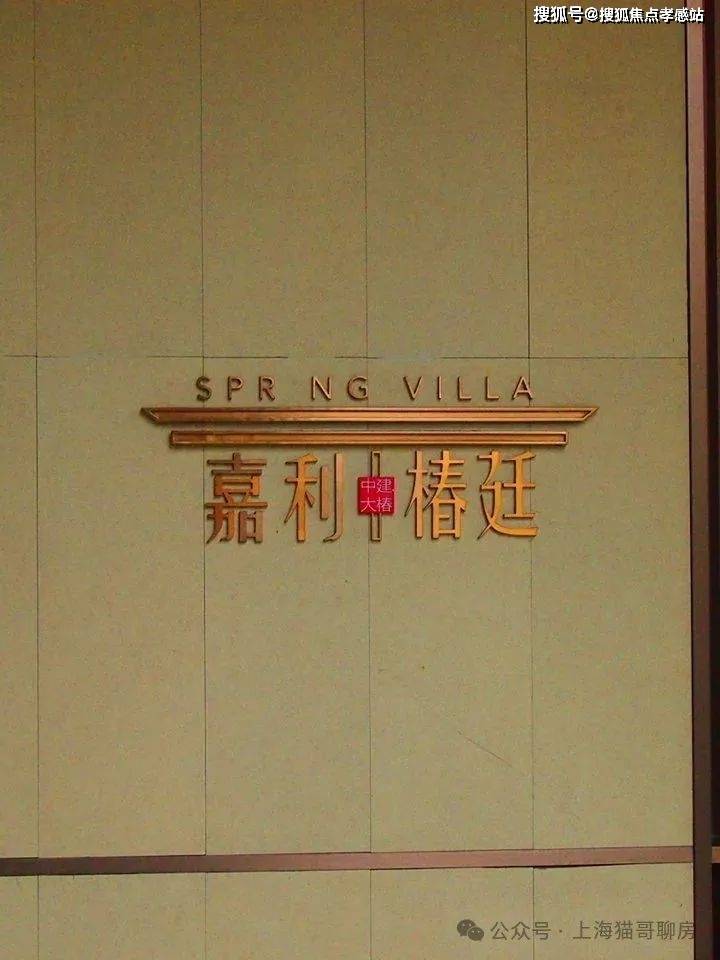 搜狐号@搜狐焦点孝感站
SPR NG VILLA
嘉利 椿廷
中建
大椿
公众号·上海猫哥聊房